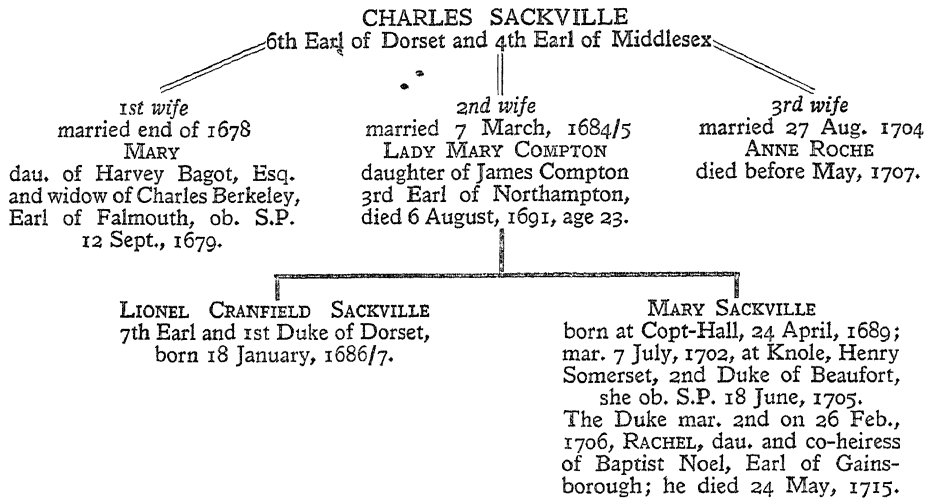 CHARLES SACKVILLE
6th Earl of Dorset and 4th Earl of Middlesex
1st wife
married end of 1678
MARY
dau. of Harvey Bagot, Esq.
and widow of Charles Berkeley,
Earl of Falmouth, ob. S.P.
12 Sept., 1679.
2nd wife
married 7 March, 1684/5
LADY MARY COMPTON
daughter of James Compton
3rd Earl of Northampton,
died 6 August, 1691, age 23.
3rd wife
married 27 Aug. 1704
ANNE ROCHE
died before May, 1707.
LIONEL CRANFIELD SACKVILLE
7th Earl and 1st Duke of Dorset,
born 18 January, 1686/7.
MARY SACKVILLE
born at Copt-Hall, 24 April, 1689;
mar. 7 July, 1702, at Knole, Henry
Somerset, 2nd Duke of Beaufort,
she ob. S.P. 18 June, 1705.
The Duke mar. 2nd on 26 Feb.,
1706, RACHEL, dau. and co-heiress
of Baptist Noel, Earl of Gains-
borough; he died 24 May, 1715.